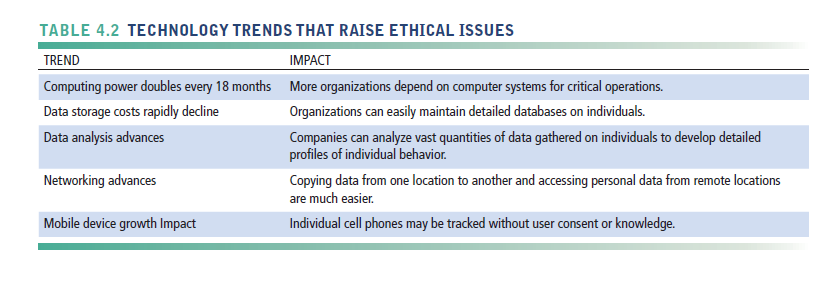 TABLE 4.2 TECHNOLOGY TRENDS THAT RAISE ETHICAL ISSUES
TREND IMPACT
Computing power doubles every 18 months More organizations depend on computer systems for critical operations.
Data storage costs rapidly decline Organizations can easily maintain detailed databases on individuals.
Data analysis advances Companies can analyze vast quantities of data gathered on individuals to develop detailed
profiles of individual behavior.
Networking advances Copying data from one location to another and accessing personal data from remote locations
are much easier.
Mobile device growth Impact Individual cell phones may be tracked without user consent or knowledge.